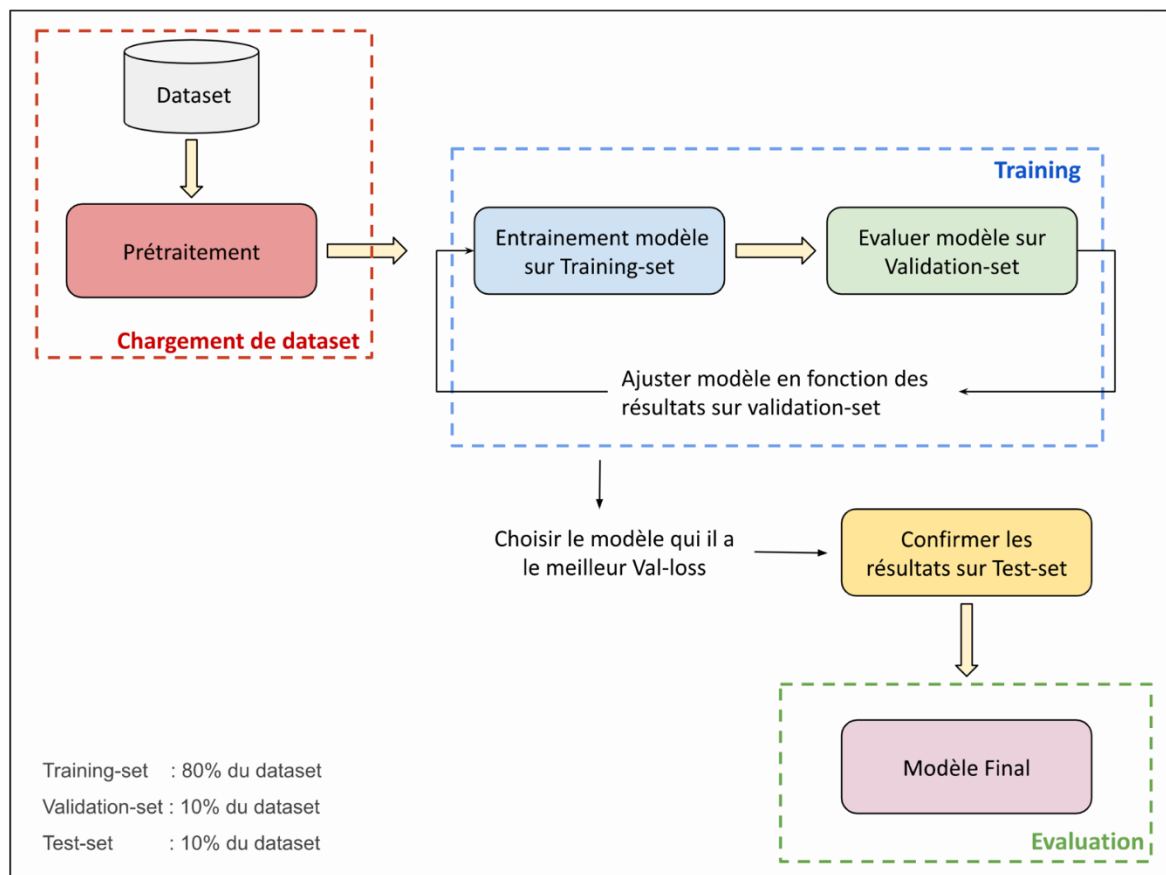 Dataset
Prétraitement
Chargement de dataset
Training
Entrainement modèle
sur Training-set
Evaluer modèle sur
Validation-set
Ajuster modèle en fonction des
résultats sur validation-set
Choisir le modèle qui il a
le meilleur Val-loss
Confirmer les
résultats sur Test-set
Modèle Final
Evaluation
Training-set : 80% du dataset
Validation-set : 10% du dataset
Test-set : 10% du dataset